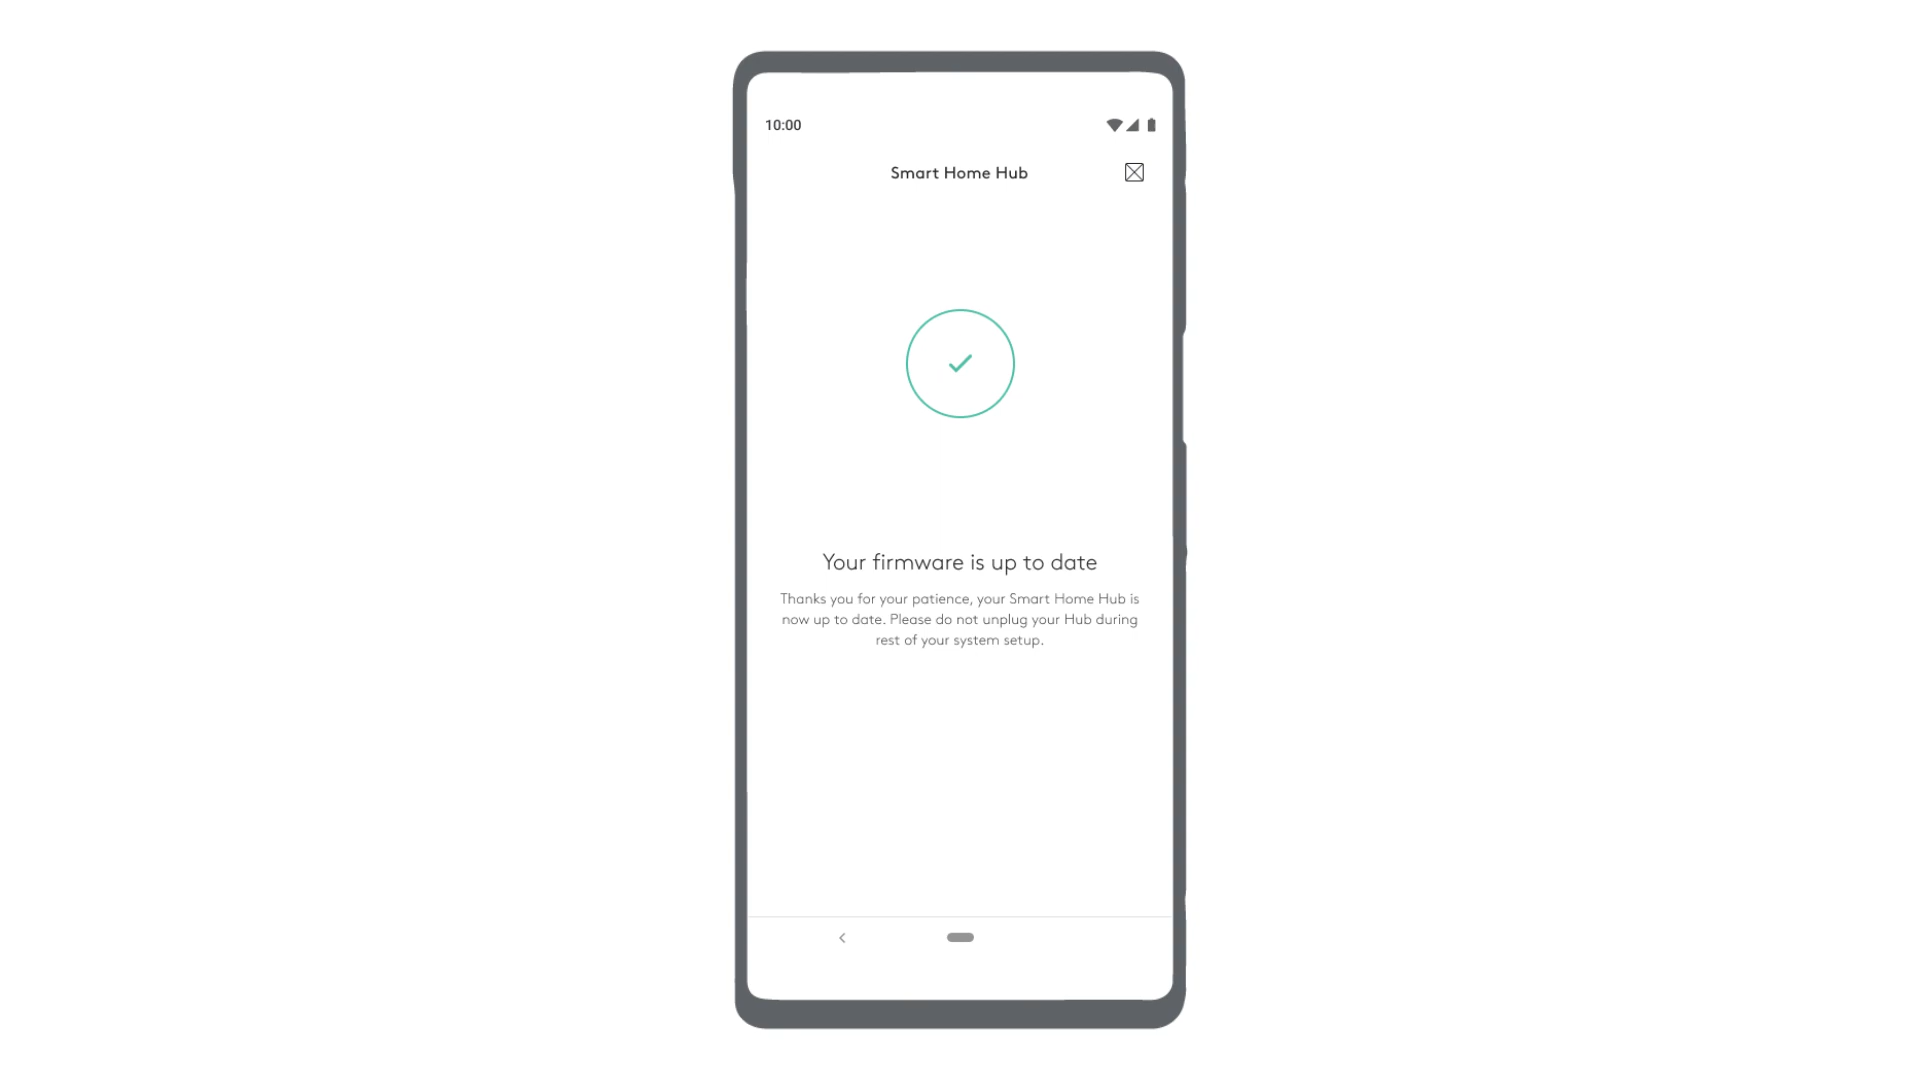 10:00
Smart Home Hub
Your firmware is up to date
Thanks you for your patience, your Smart Home Hub is
now up to date. Please do not unplug your Hub during
rest of your system setup.